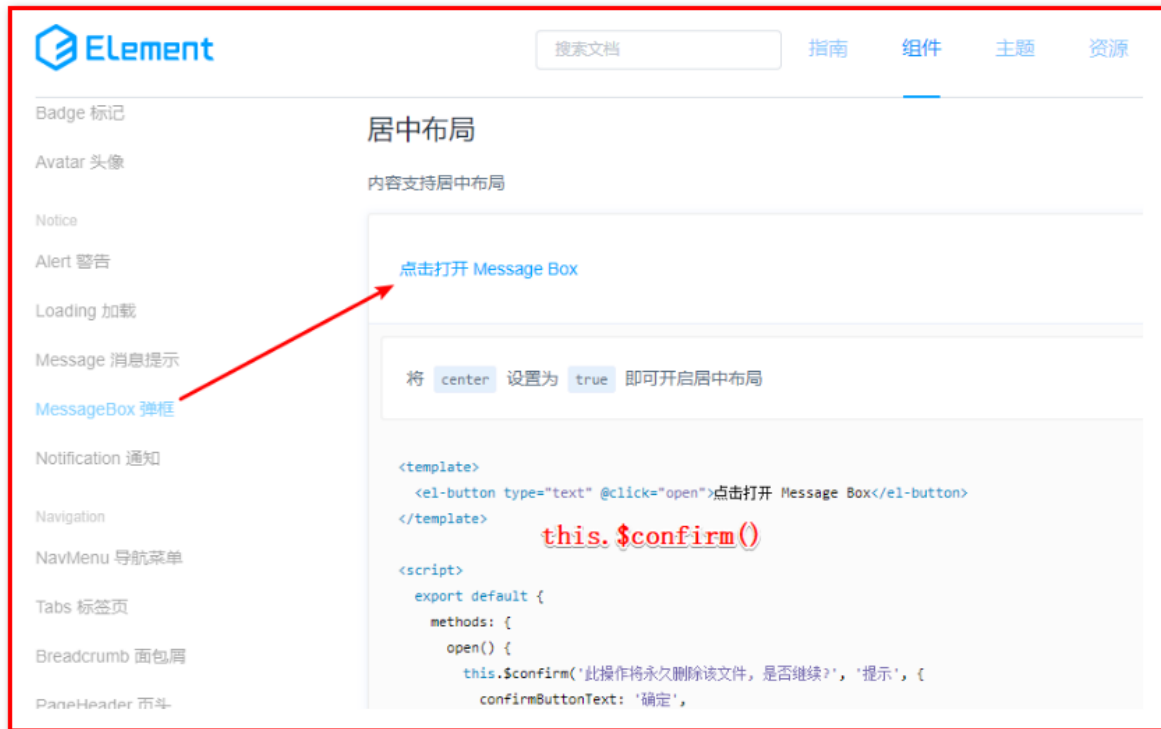 Element
搜索文档
指南 组件 主题 资源
Badge 标记
Avatar 头像
Notice
Alert 警告
Loading 加载
Message 消息提示
MessageBox 弹框
Notification 通知
Navigation
NavMenu 导航菜单
Tabs 标签页
Breadcrumb 面包屑
PageHeader 页头
居中布局
内容支持居中布局
点击打开 Message Box
将 center 设置为 true 即可开启居中布局
<template>
<el-button type="text" @click="open">点击打开 Message Box</el-button>
</template>
this.$confirm()
<script>
export default {
methods: {
open() {
this.$confirm('此操作将永久删除该文件, 是否继续?', '提示', {
confirmButtonText: '确定',